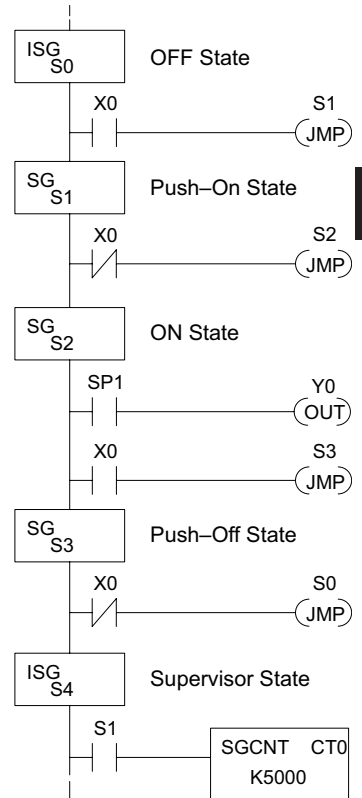 ISG
S0
OFF State
X0
S1
JMP
SG
S1
Push–On State
X0
S2
JMP
SG
S2
ON State
SP1
Y0
OUT
X0
S3
JMP
SG
S3
Push–Off State
X0
S0
JMP
ISG
S4
Supervisor State
S1
SGCNT CT0
K5000